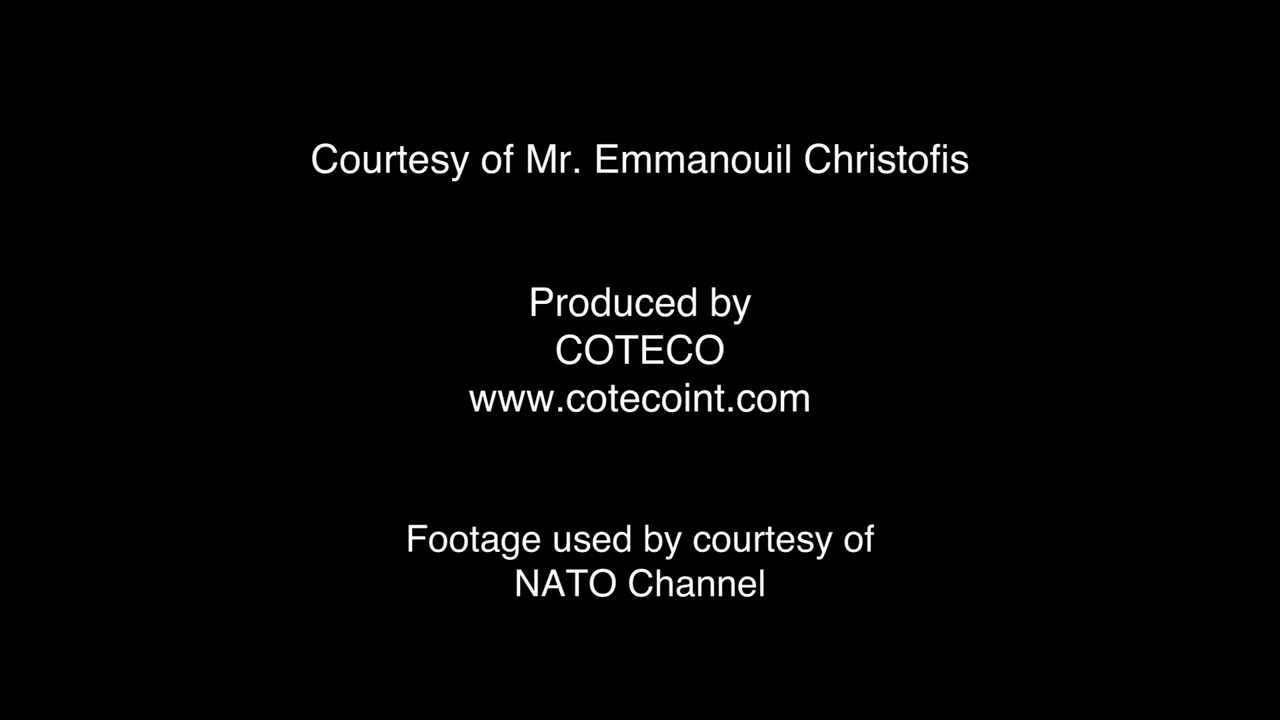 Courtesy of Mr. Emmanouil Christofis
Produced by
COTECO
www.cotecoint.com
Footage used by courtesy of
NATO Channel